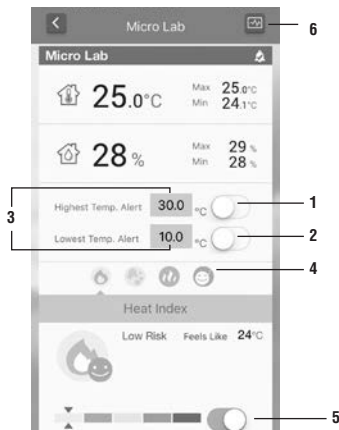 Micro Lab
6
Micro Lab
25.0°C Max 25.0°C
Min 24.1°C
28% Max 29%
Min 28%
3
Highest Temp. Alert 30.0 °C 1
Lowest Temp. Alert 10.0 °C 2
4
Heat Index
Low Risk Feels Like 24°C
5